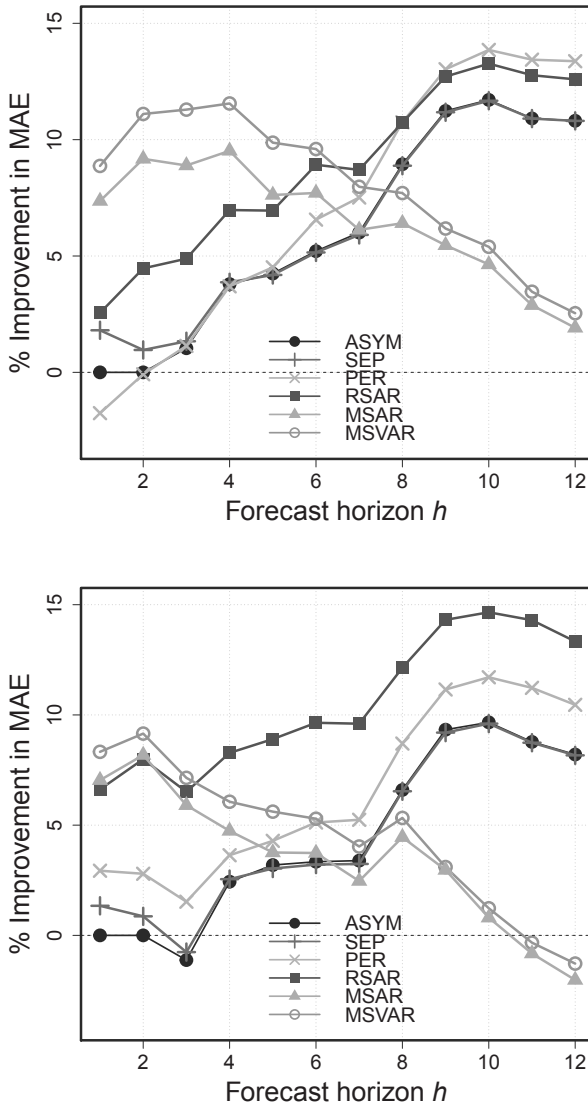 % Improvement in MAE
15
10
5
0
ASYM
SEP
PER
RSAR
MSAR
MSVAR
2
4
6
8
10
12
Forecast horizon h
% Improvement in MAE
15
10
5
0
ASYM
SEP
PER
RSAR
MSAR
MSVAR
2
4
6
8
10
12
Forecast horizon h